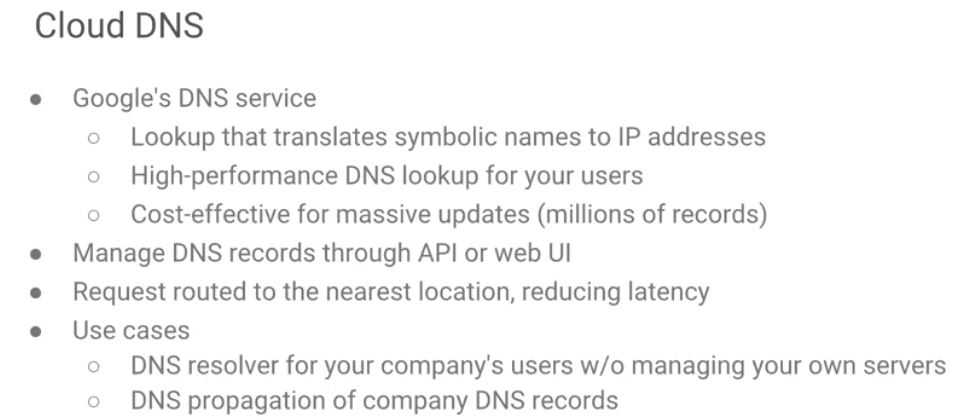 Cloud DNS
● Google's DNS service
○ Lookup that translates symbolic names to IP addresses
○ High-performance DNS lookup for your users
○ Cost-effective for massive updates (millions of records)
● Manage DNS records through API or web UI
● Request routed to the nearest location, reducing latency
● Use cases
○ DNS resolver for your company's users w/o managing your own servers
○ DNS propagation of company DNS records